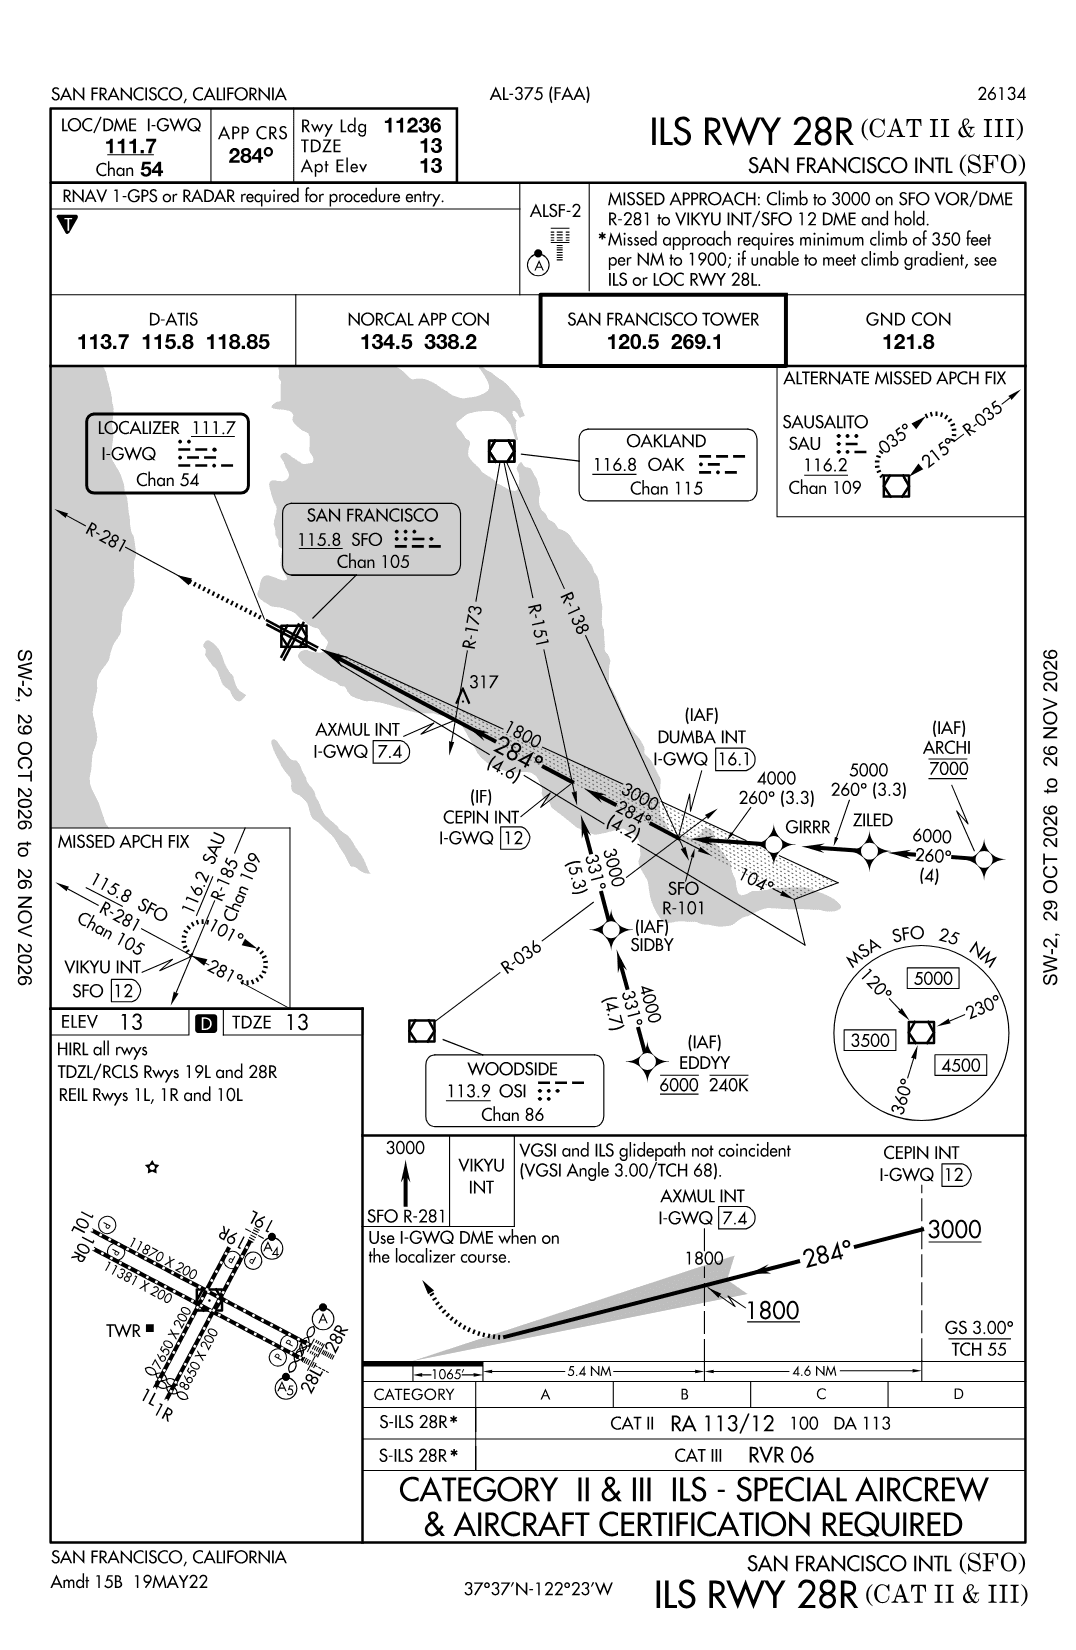 SAN FRANCISCO, CALIFORNIA
AL-375 (FAA)
26134
LOC/DME I-GWQ
111.7
Chan 54
APP CRS
284°
Rwy Ldg 11236
TDZE 13
Apt Elev 13
ILS RWY 28R (CAT II & III)
SAN FRANCISCO INTL (SFO)
RNAV 1-GPS or RADAR required for procedure entry.
T
ALSF-2
A
MISSED APPROACH: Climb to 3000 on SFO VOR/DME
R-281 to VIKYU INT/SFO 12 DME and hold.
*Missed approach requires minimum climb of 350 feet
per NM to 1900; if unable to meet climb gradient, see
ILS or LOC RWY 28L.
D-ATIS
113.7 115.8 118.85
NORCAL APP CON
134.5 338.2
SAN FRANCISCO TOWER
120.5 269.1
GND CON
121.8
ALTERNATE MISSED APCH FIX
SAUSALITO
SAU
116.2
Chan 109
035°
215°
R-035
LOCALIZER 111.7
I-GWQ
Chan 54
OAKLAND
116.8 OAK
Chan 115
SAN FRANCISCO
115.8 SFO
Chan 105
R-281
R-173
R-151
R-138
317
AXMUL INT
I-GWQ 7.4
1800
284°
(4.6)
(IF)
CEPIN INT
I-GWQ 12
3000
284°
(4.2)
(IAF)
DUMBA INT
I-GWQ 16.1
4000
260° (3.3)
GIRRR
5000
260° (3.3)
ZILED
(IAF)
ARCHI
7000
6000
260°
(4)
104°
SFO
R-101
3000
331°
(5.3)
(IAF)
SIDBY
4000
331°
(4.7)
(IAF)
EDDYY
6000 240K
R-036
WOODSIDE
113.9 OSI
Chan 86
MSA SFO 25 NM
120°
5000
230°
3500
4500
360°
MISSED APCH FIX
115.8 SFO
R-281
Chan 105
116.2 SAU
R-185
Chan 109
101°
281°
VIKYU INT
SFO 12
ELEV 13
D
TDZE 13
HIRL all rwys
TDZL/RCLS Rwys 19L and 28R
REIL Rwys 1L, 1R and 10L
10L
10R
P
P
11870 X 200
11381 X 200
19R
19L
P
P
A4
7650 X 200
8650 X 200
TWR
1L
1R
P
P
A
A5
28R
28L
3000
SFO R-281
VIKYU
INT
VGSI and ILS glidepath not coincident
(VGSI Angle 3.00/TCH 68).
Use I-GWQ DME when on
the localizer course.
AXMUL INT
I-GWQ 7.4
CEPIN INT
I-GWQ 12
3000
284°
1800
1800
GS 3.00°
TCH 55
1065'
5.4 NM
4.6 NM
CATEGORY A B C D
S-ILS 28R* CAT II RA 113/12 100 DA 113
S-ILS 28R* CAT III RVR 06
CATEGORY II & III ILS - SPECIAL AIRCREW
& AIRCRAFT CERTIFICATION REQUIRED
SAN FRANCISCO, CALIFORNIA
Amdt 15B 19MAY22
37°37'N-122°23'W
SAN FRANCISCO INTL (SFO)
ILS RWY 28R (CAT II & III)
SW-2, 29 OCT 2026 to 26 NOV 2026
SW-2, 29 OCT 2026 to 26 NOV 2026